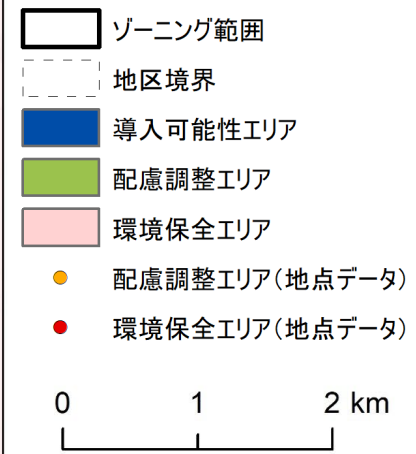 ゾーニング範囲
地区境界
導入可能性エリア
配慮調整エリア
環境保全エリア
配慮調整エリア(地点データ)
環境保全エリア(地点データ)
0 1 2 km